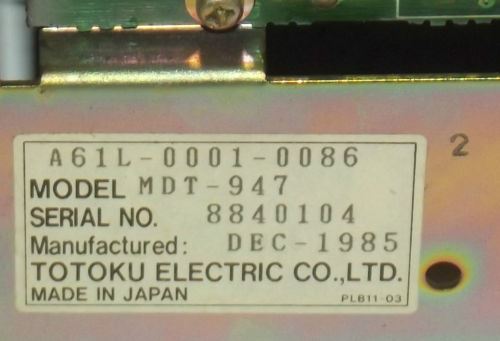 A61L-0001-0086
MODEL MDT-947
SERIAL NO. 8840104
Manufactured: DEC-1985
TOTOKU ELECTRIC CO.,LTD.
MADE IN JAPAN PL811-03
2